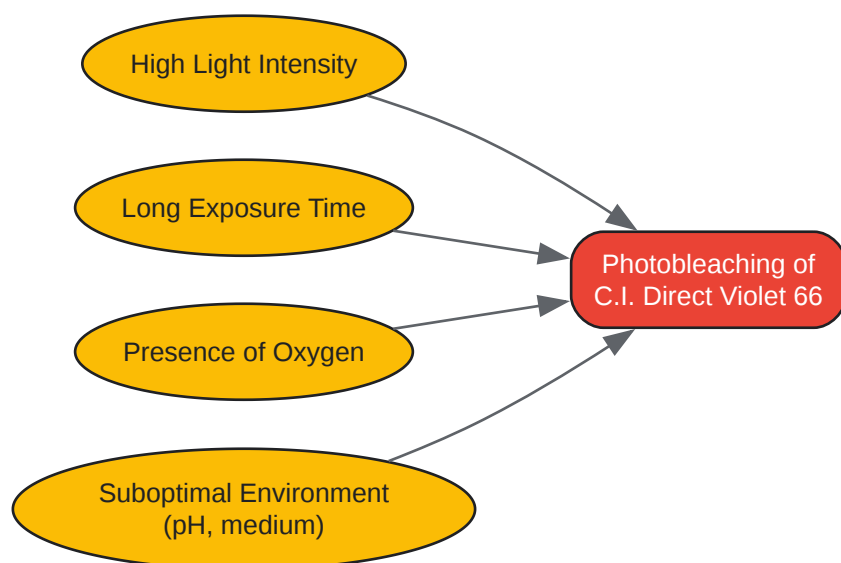 High Light Intensity
Long Exposure Time
Photobleaching of
C.I. Direct Violet 66
Presence of Oxygen
Suboptimal Environment
(pH, medium)